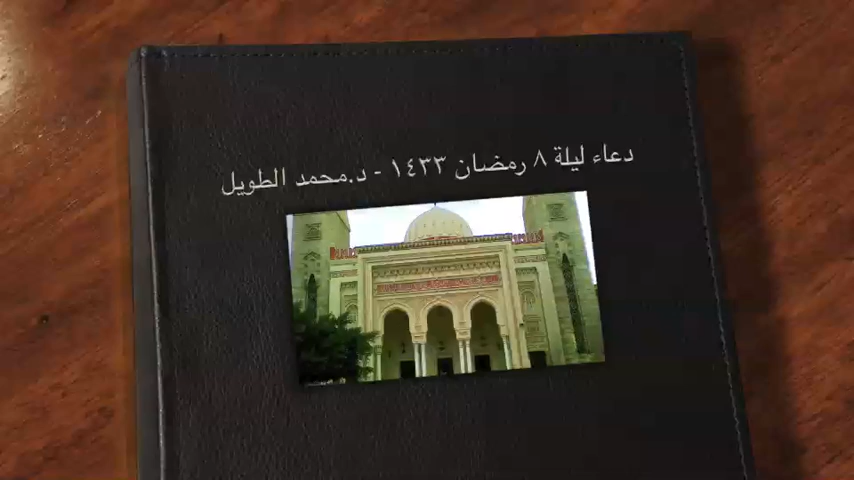 دعاء ليلة ٨ رمضان ١٤٣٣ - د.محمد الطويل